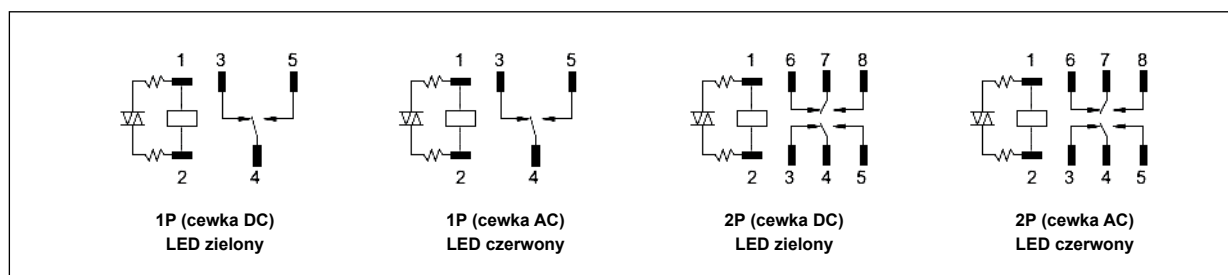 1 3 5 1 3 5 1 6 7 8 1 6 7 8
2 4 2 4 2 3 4 5 2 3 4 5
1P (cewka DC) 1P (cewka AC) 2P (cewka DC) 2P (cewka AC)
LED zielony LED czerwony LED zielony LED czerwony